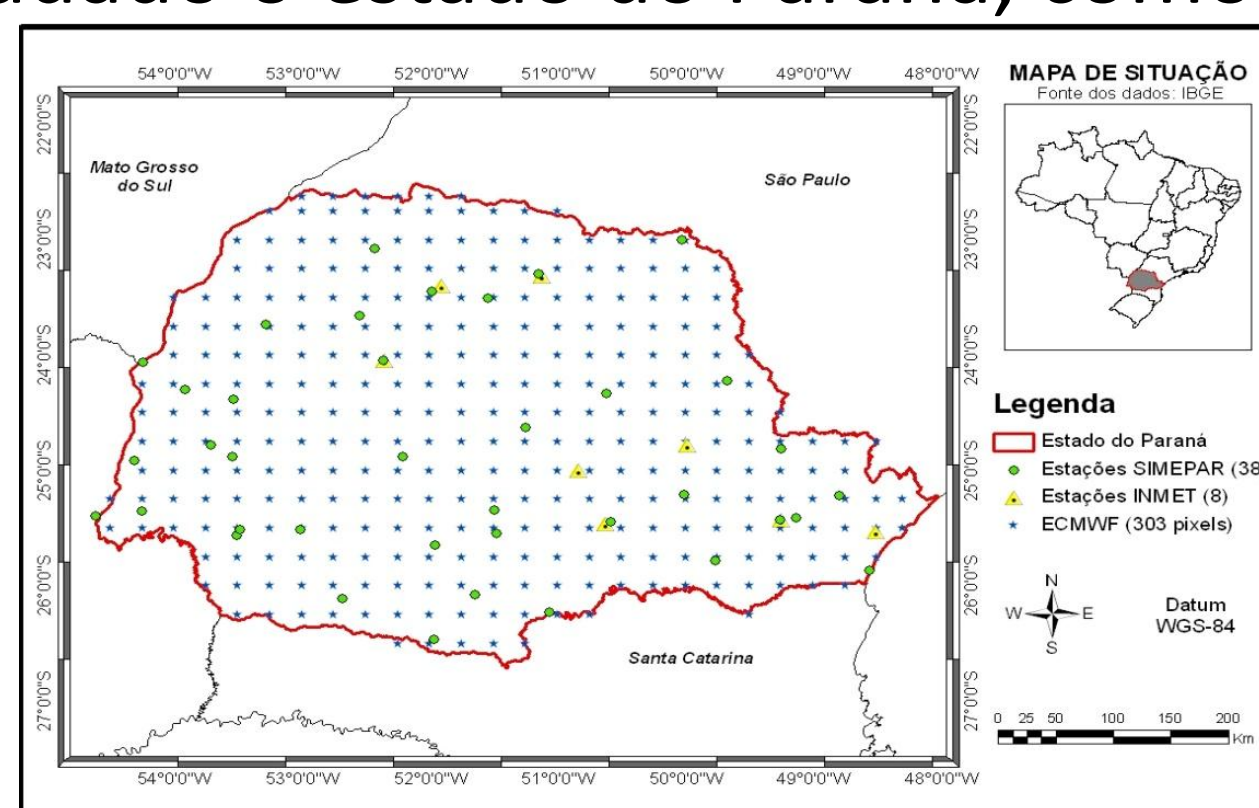 54°0'0"W 53°0'0"W 52°0'0"W 51°0'0"W 50°0'0"W 49°0'0"W 48°0'0"W
22°0'0"S
23°0'0"S
24°0'0"S
25°0'0"S
26°0'0"S
27°0'0"S
Mato Grosso
do Sul
São Paulo
Santa Catarina
22°0'0"S
23°0'0"S
24°0'0"S
25°0'0"S
26°0'0"S
27°0'0"S
54°0'0"W 53°0'0"W 52°0'0"W 51°0'0"W 50°0'0"W 49°0'0"W 48°0'0"W
MAPA DE SITUAÇÃO
Fonte dos dados: IBGE
Legenda
Estado do Paraná
Estações SIMEPAR (38
Estações INMET (8)
ECMWF (303 pixels)
N
W E
S
Datum
WGS-84
0 25 50 100 150 200
Km